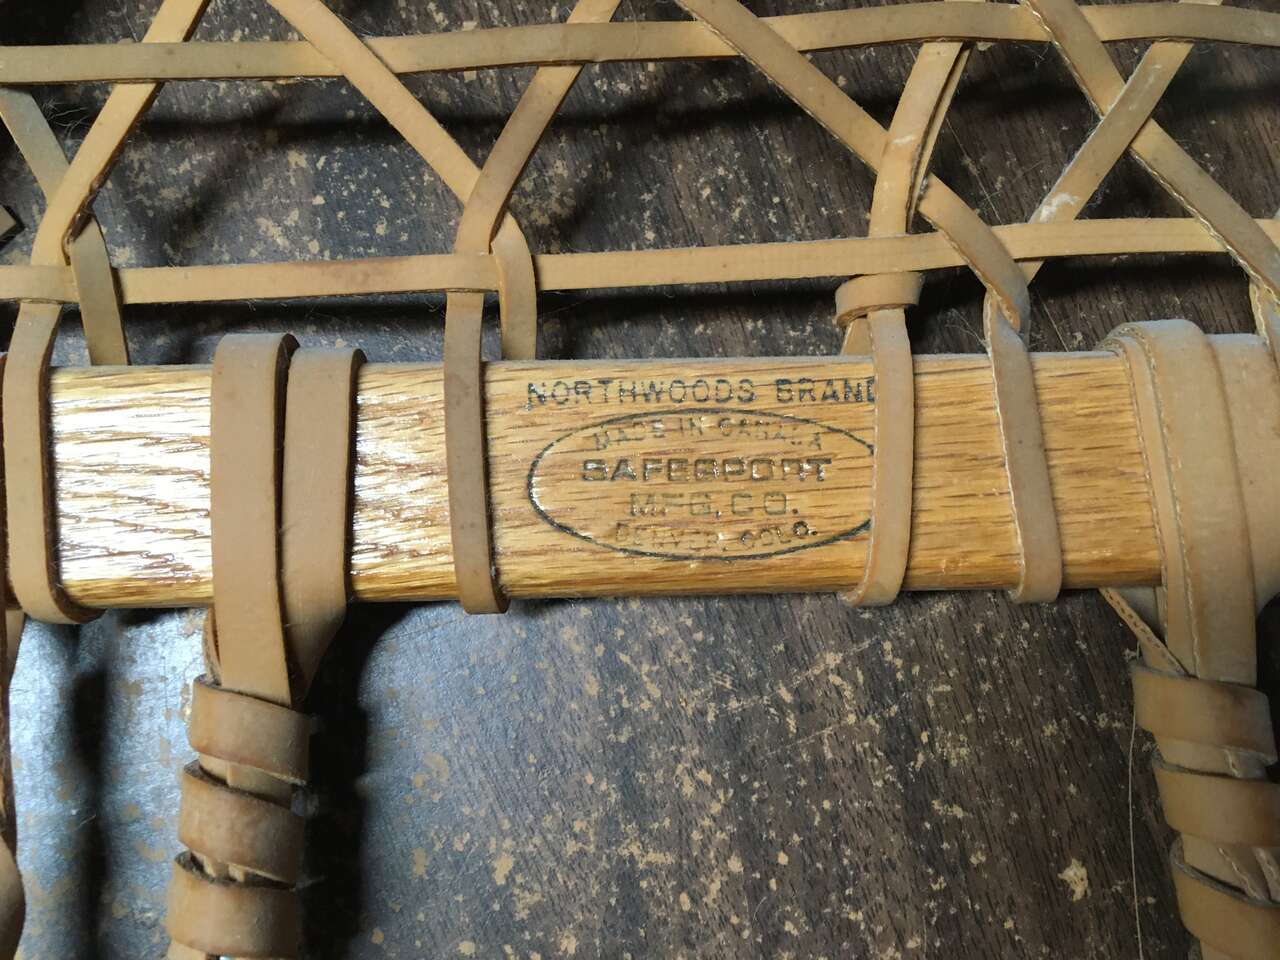 NORTHWOODS BRAND
MADE IN CANADA
SAFESPORT
MFG. CO.
DENVER, COLO.